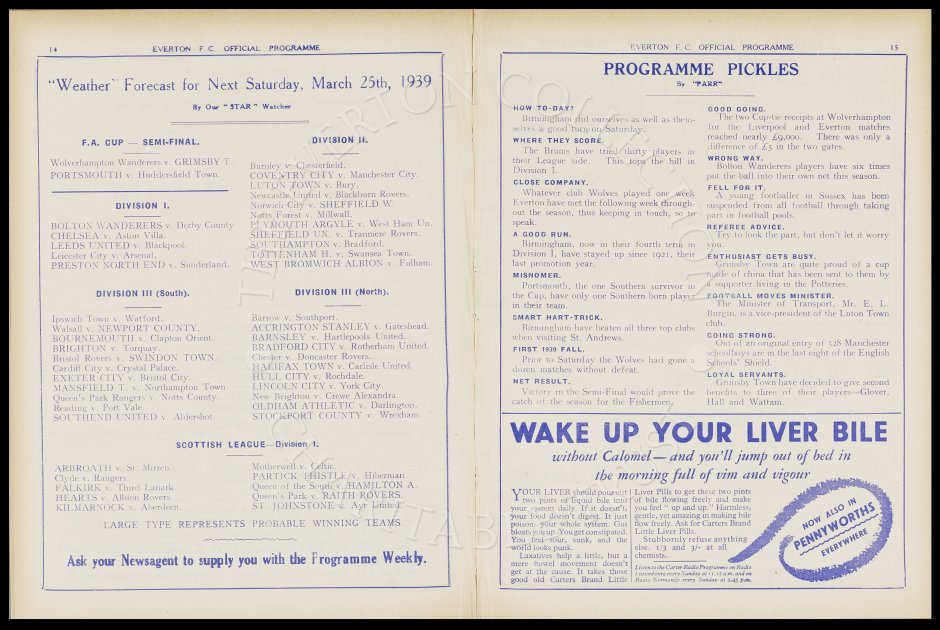 14
EVERTON F.C. OFFICIAL PROGRAMME
"Weather" Forecast for Next Saturday, March 25th, 1939
By Our "STAR" Watcher
F.A. CUP — SEMI-FINAL.
Wolverhampton Wanderers v. GRIMSBY T.
PORTSMOUTH v. Huddersfield Town.
DIVISION I.
BOLTON WANDERERS v. Derby County
CHELSEA v. Aston Villa.
LEEDS UNITED v. Blackpool.
Leicester City v. Arsenal.
PRESTON NORTH END v. Sunderland.
DIVISION II.
Burnley v. Chesterfield.
COVENTRY CITY v. Manchester City.
LUTON TOWN v. Bury.
Newcastle United v. Blackburn Rovers.
Norwich City v. SHEFFIELD W.
Notts Forest v. Millwall.
PLYMOUTH ARGYLE v. West Ham Un.
SHEFFIELD UN. v. Tranmere Rovers.
SOUTHAMPTON v. Bradford.
TOTTENHAM H. v. Swansea Town.
WEST BROMWICH ALBION v. Fulham.
DIVISION III (South).
Ipswich Town v. Watford.
Walsall v. NEWPORT COUNTY.
BOURNEMOUTH v. Clapton Orient.
BRIGHTON v. Torquay.
Bristol Rovers v. SWINDON TOWN.
Cardiff City v. Crystal Palace.
EXETER CITY v. Bristol City.
MANSFIELD T. v. Northampton Town.
Queen's Park Rangers v. Notts County.
Reading v. Port Vale.
SOUTHEND UNITED v. Aldershot.
DIVISION III (North).
Barrow v. Southport.
ACCRINGTON STANLEY v. Gateshead.
BARNSLEY v. Hartlepools United.
BRADFORD CITY v. Rotherham United.
Chester v. Doncaster Rovers.
HALIFAX TOWN v. Carlisle United.
HULL CITY v. Rochdale.
LINCOLN CITY v. York City.
New Brighton v. Crewe Alexandra.
OLDHAM ATHLETIC v. Darlington.
STOCKPORT COUNTY v. Wrexham.
SCOTTISH LEAGUE—Division 1.
ARBROATH v. St. Mirren.
Clyde v. Rangers.
FALKIRK v. Third Lanark.
HEARTS v. Albion Rovers.
KILMARNOCK v. Aberdeen.
Motherwell v. Celtic.
PARTICK THISTLE v. Hiberman
Queen of the South v. HAMILTON A.
Queen's Park v. RAITH ROVERS.
ST. JOHNSTONE v. Ayr United.
LARGE TYPE REPRESENTS PROBABLE WINNING TEAMS.
Ask your Newsagent to supply you with the Programme Weekly.
EVERTON F.C. OFFICIAL PROGRAMME
15
PROGRAMME PICKLES
By "PARR"
HOW TO-DAY?
Birmingham did ourselves as well as them-
selves a good turn on Saturday.
WHERE THEY SCORE.
The Brums have tried thirty players in
their League side. This tops the bill in
Division I.
CLOSE COMPANY.
Whatever club Wolves played one week
Everton have met the following week through-
out the season, thus keeping in touch, so to
speak.
A GOOD RUN.
Birmingham, now in their fourth term in
Division I, have stayed up since 1921, their
last promotion year.
MISNOMER.
Portsmouth, the one Southern survivor in
the Cup, have only one Southern born player
in their team.
SMART HART-TRICK.
Birmingham have beaten all three top clubs
when visiting St. Andrews.
FIRST 1939 FALL.
Prior to Saturday the Wolves had gone a
dozen matches without defeat.
NET RESULT.
Victory in the Semi-Final would prove the
catch of the season for the Fishermen.
GOOD GOING.
The two Cup-tie receipts at Wolverhampton
for the Liverpool and Everton matches
reached nearly £9,000. There was only a
difference of £3 in the two gates.
WRONG WAY.
Bolton Wanderers players have six times
put the ball into their own net this season.
FELL FOR IT.
A young footballer in Sussex has been
suspended from all football through taking
part in football pools.
REFEREE ADVICE.
Try to look the part, but don't let it worry
you.
ENTHUSIAST GETS BUSY.
Grimsby Town are quite proud of a cup
made of china that has been sent to them by
a supporter living in the Potteries.
FOOTBALL MOVES MINISTER.
The Minister of Transport, Mr. E. L.
Burgin, is a vice-president of the Luton Town
club.
GOING STRONG.
Out of an original entry of 328 Manchester
schoolboys are in the last eight of the English
Schools' Shield.
LOYAL SERVANTS.
Grimsby Town have decided to give second
benefits to three of their players—Glover,
Hall and Wattam.
WAKE UP YOUR LIVER BILE
without Calomel—and you'll jump out of bed in
the morning full of vim and vigour
YOUR LIVER should pour out
two pints of liquid bile into
your system daily. If it doesn't,
your food doesn't digest. It just
poisons your whole system. Gas
bloats you up. You get constipated.
You feel sour, sunk, and the
world looks punk.
Laxatives help a little, but a
mere bowel movement doesn't
get at the cause. It takes those
good old Carters Brand Little
Liver Pills to get these two pints
of bile flowing freely and make
you feel "up and up." Harmless,
gentle, yet amazing in making bile
flow freely. Ask for Carters Brand
Little Liver Pills.
Stubbornly refuse anything
else. 1/3 and 3/- at all
chemists.
Listen to the Carter Radio Programme on Radio
Luxembourg every Sunday at 11.15 a.m. and on
Radio Normandy every Sunday at 2.45 p.m.
NOW ALSO IN
PENNYWORTHS
EVERYWHERE